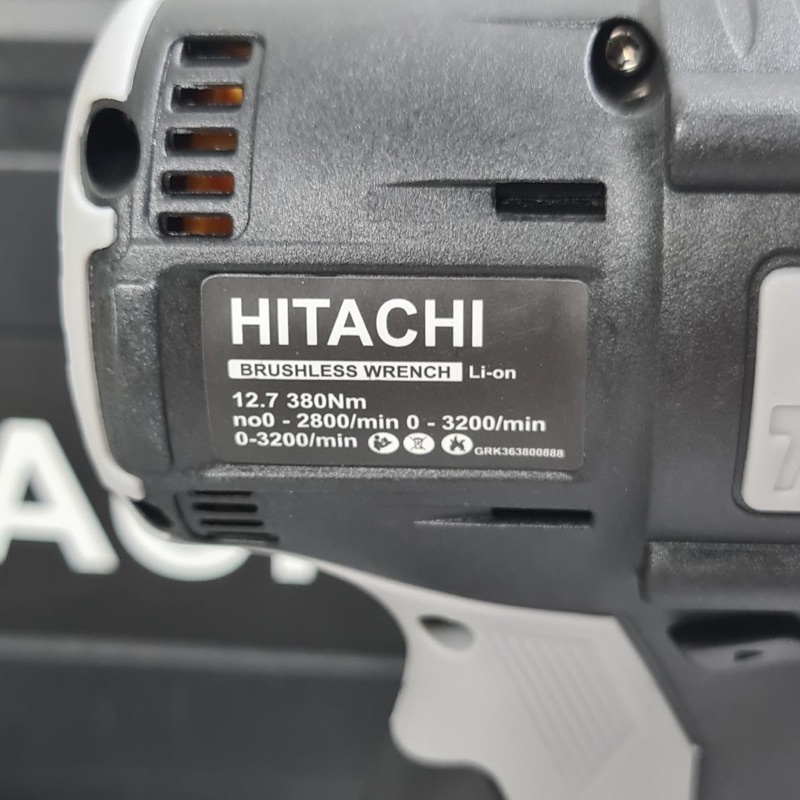 HITACHI
BRUSHLESS WRENCH Li-on
12.7 380Nm
no0 - 2800/min 0 - 3200/min
0-3200/min
GRK363800888